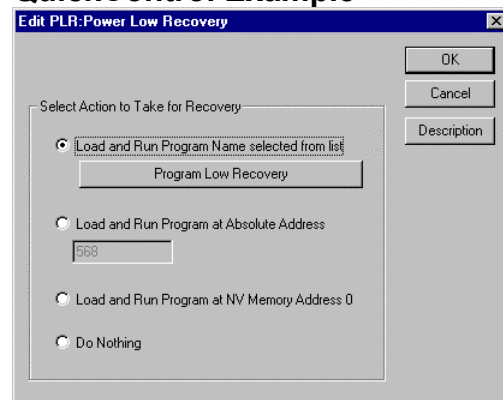 QuickControl Example
Edit PLR:Power Low Recovery
OK
Cancel
Description
Select Action to Take for Recovery
Load and Run Program Name selected from list
Program Low Recovery
Load and Run Program at Absolute Address
568
Load and Run Program at NV Memory Address 0
Do Nothing